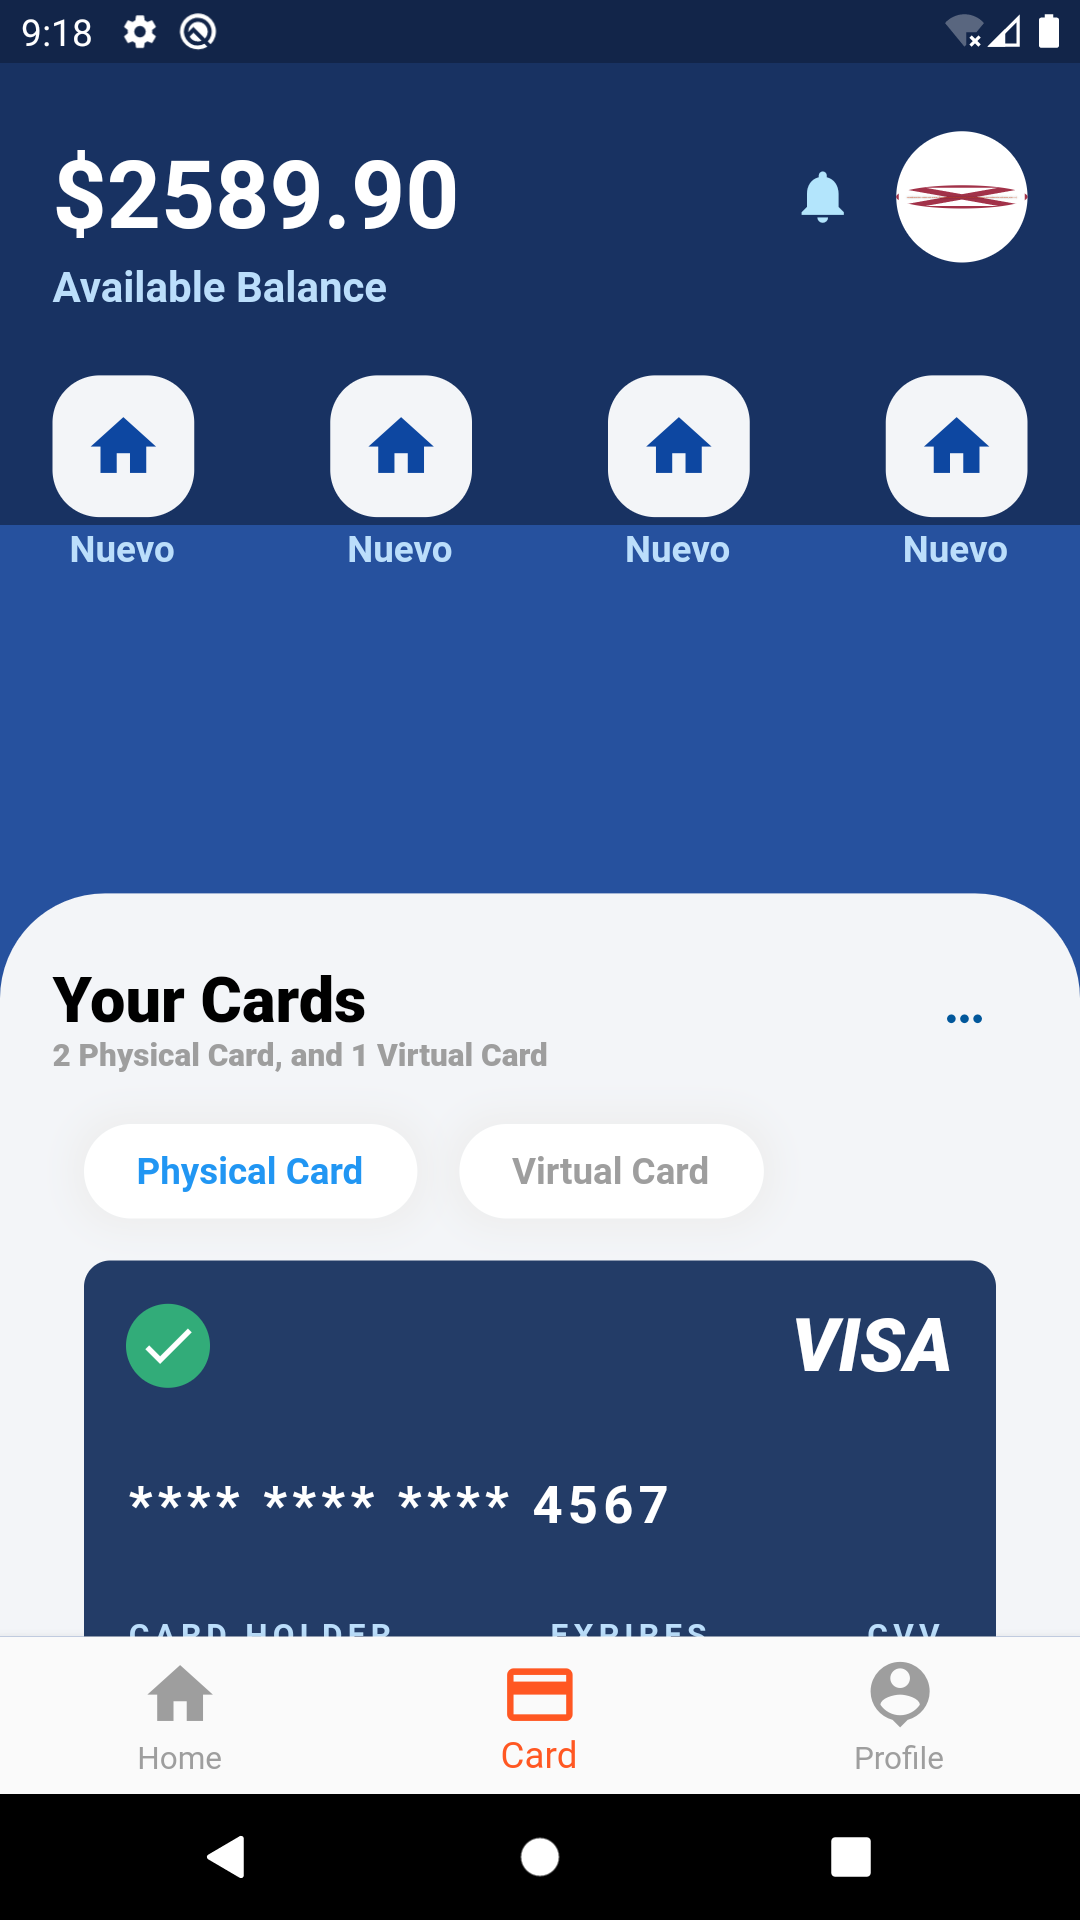 9:18
$2589.90
Available Balance
Nuevo Nuevo Nuevo Nuevo
Your Cards
2 Physical Card, and 1 Virtual Card
Physical Card Virtual Card
VISA
**** **** **** 4567
CARD HOLDER EXPIRES CVV
Home Card Profile